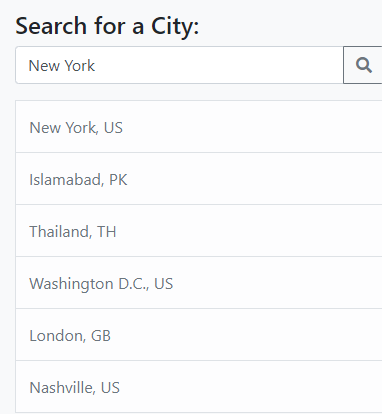 Search for a City:
New York
New York, US
Islamabad, PK
Thailand, TH
Washington D.C., US
London, GB
Nashville, US